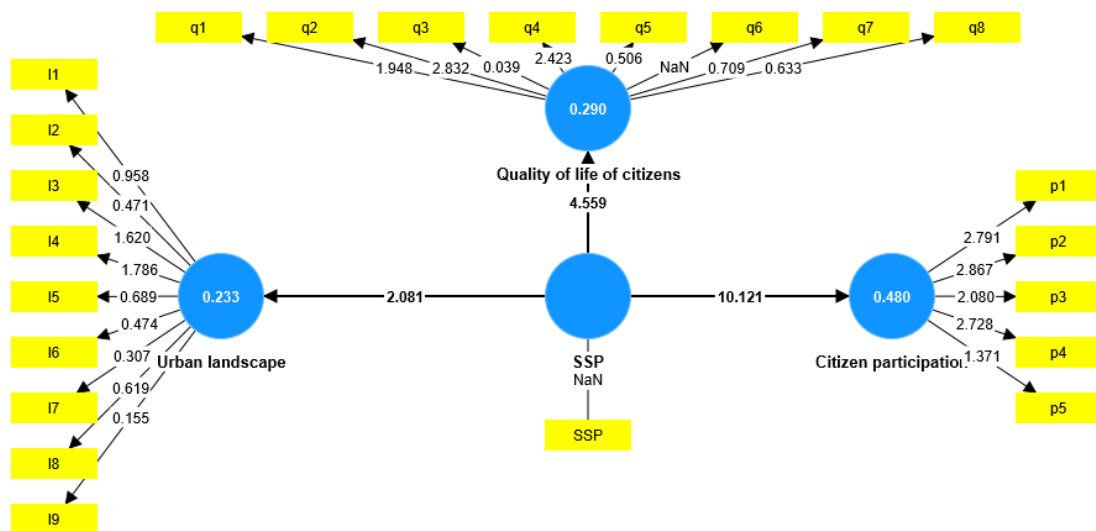 q1
q2
q3
q4
q5
q6
q7
q8
1.948
2.832
0.039
2.423
0.506
NaN
0.709
0.633
0.290
Quality of life of citizens
4.559
l1
l2
l3
l4
l5
l6
l7
l8
l9
0.958
0.471
1.620
1.786
0.689
0.474
0.307
0.619
0.155
0.233
Urban landscape
2.081
SSP
NaN
SSP
10.121
0.480
Citizen participation
2.791
2.867
2.080
2.728
1.371
p1
p2
p3
p4
p5